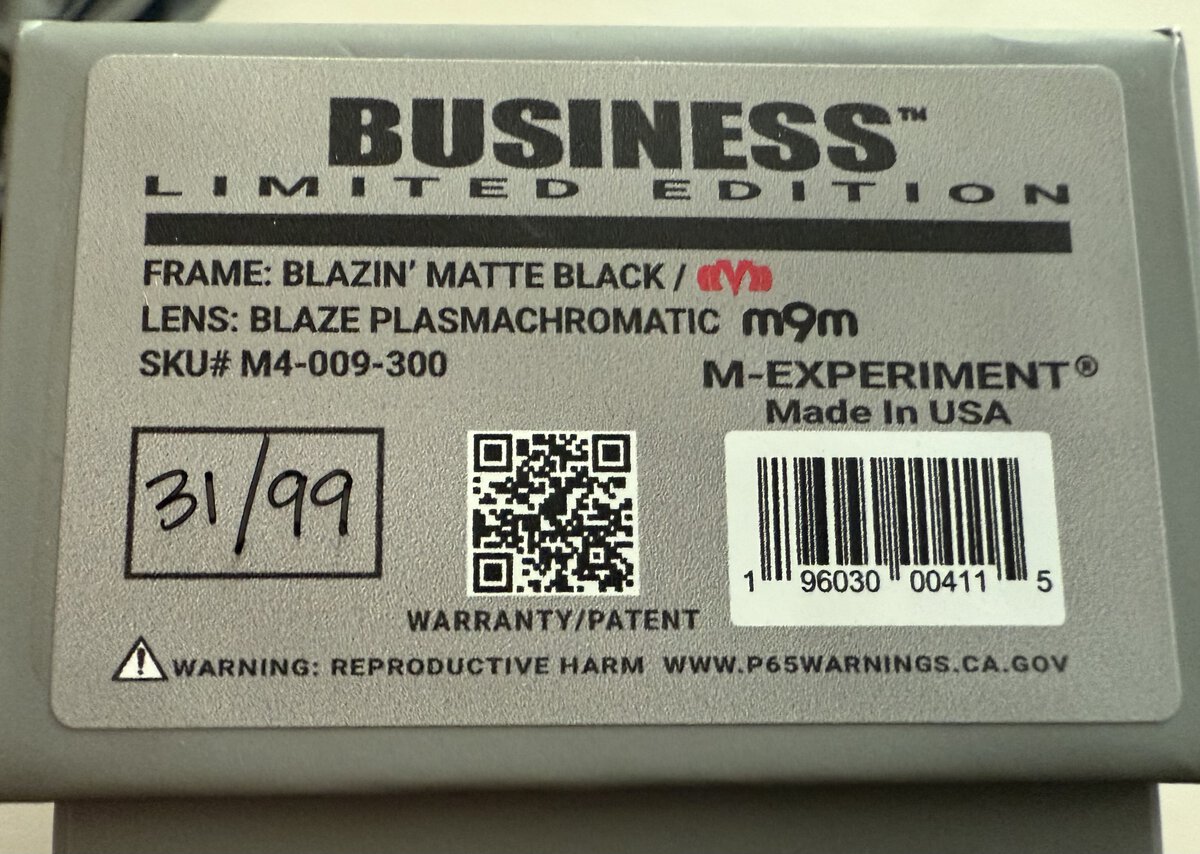 BUSINESS™
LIMITED EDITION
FRAME: BLAZIN' MATTE BLACK /
LENS: BLAZE PLASMACHROMATIC m9m
SKU# M4-009-300
M-EXPERIMENT®
Made In USA
31/99
1 96030 00411 5
WARRANTY/PATENT
WARNING: REPRODUCTIVE HARM WWW.P65WARNINGS.CA.GOV